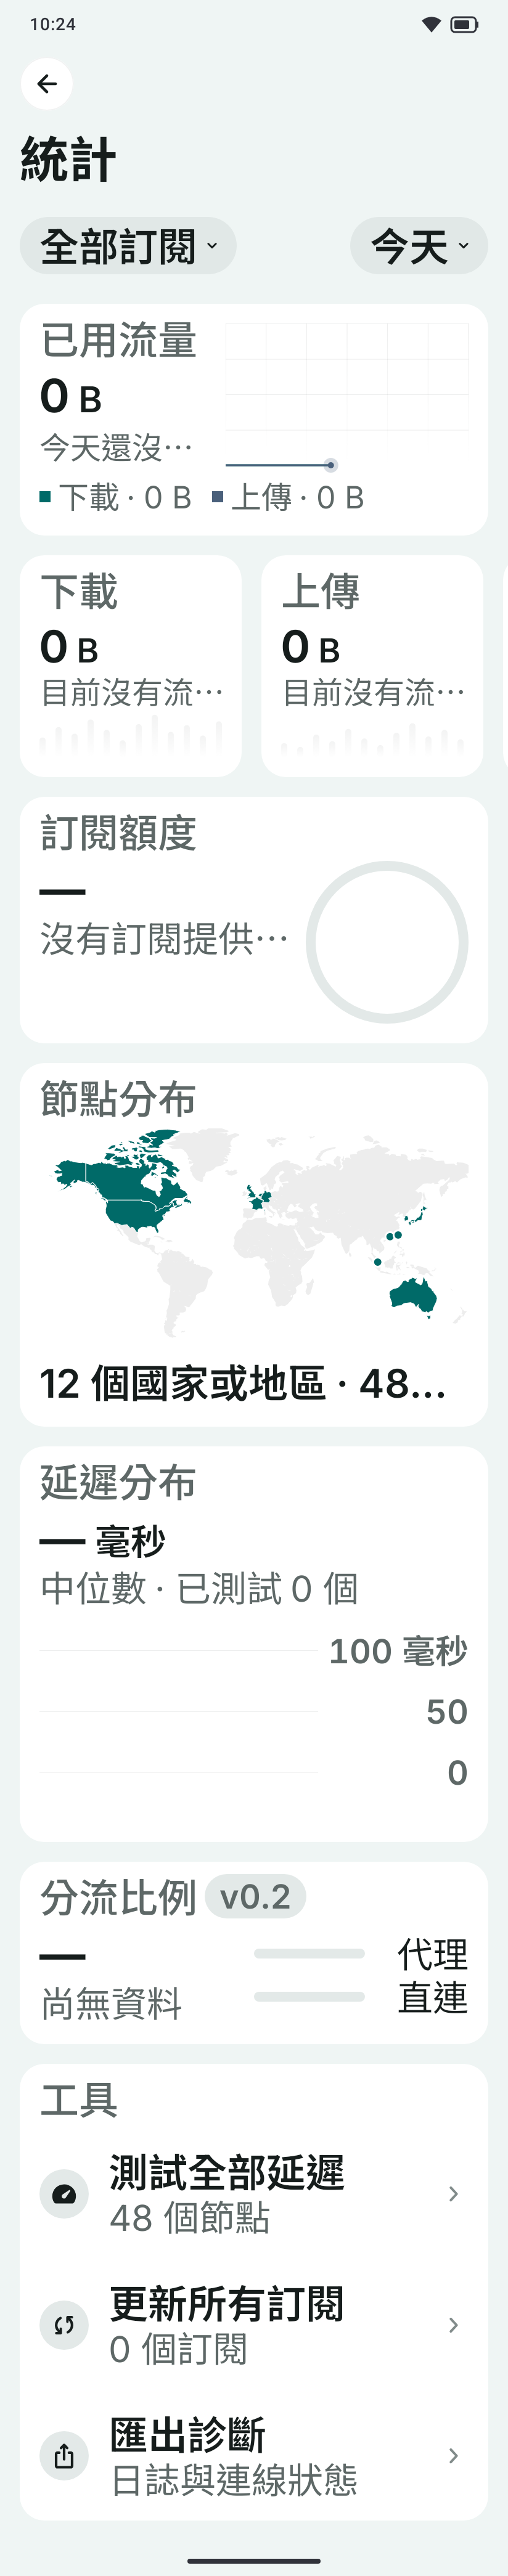 10:24
統計
全部訂閱
今天
已用流量
0 B
今天還沒…
下載 · 0 B 上傳 · 0 B
下載
0 B
目前沒有流…
上傳
0 B
目前沒有流…
訂閱額度
—
沒有訂閱提供…
節點分布
12 個國家或地區 · 48…
延遲分布
— 毫秒
中位數 · 已測試 0 個
100 毫秒
50
0
分流比例 v0.2
—
尚無資料
代理
直連
工具
測試全部延遲
48 個節點
更新所有訂閱
0 個訂閱
匯出診斷
日誌與連線狀態